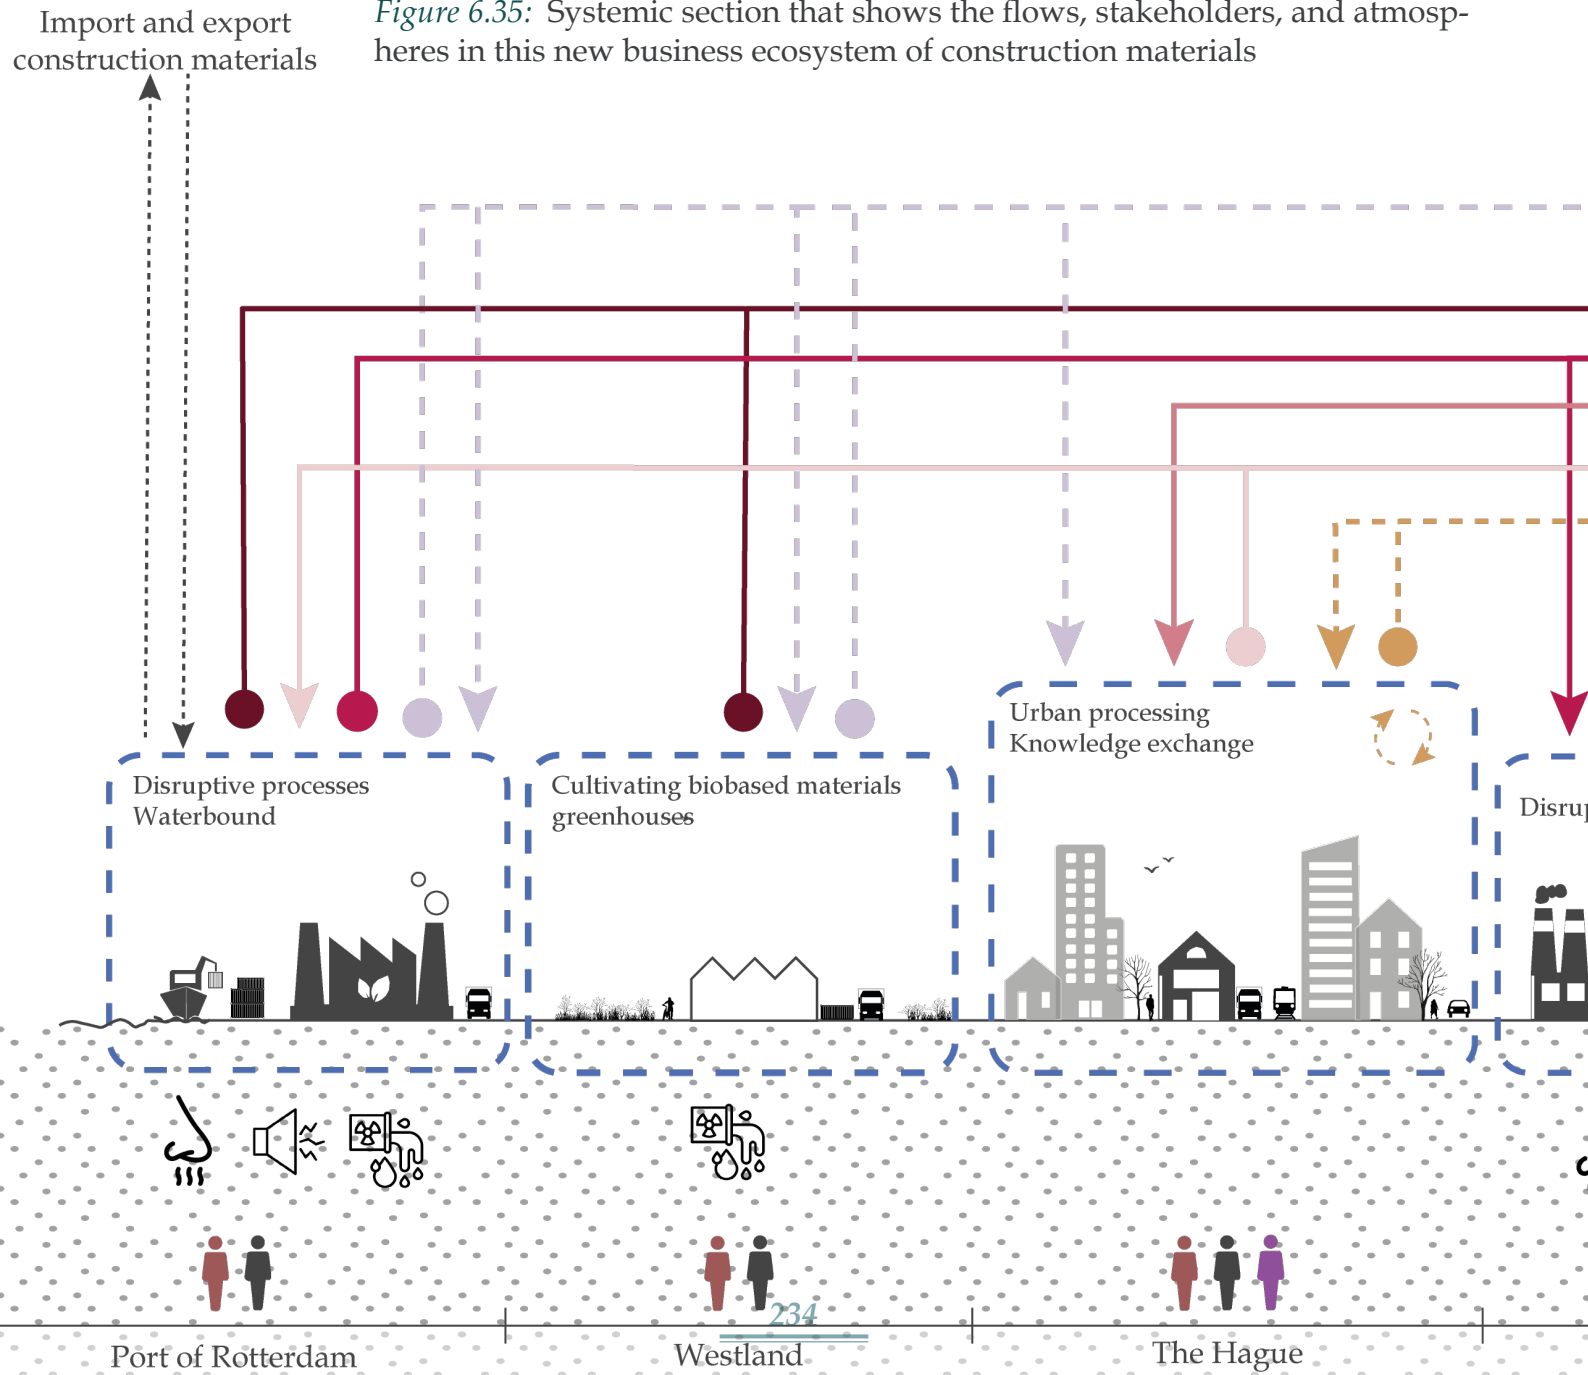 Import and export
construction materials
Figure 6.35: Systemic section that shows the flows, stakeholders, and atmosp-
heres in this new business ecosystem of construction materials
Urban processing
Knowledge exchange
Disruptive processes
Waterbound
Cultivating biobased materials
greenhouses
Disrup
234
Port of Rotterdam
Westland
The Hague